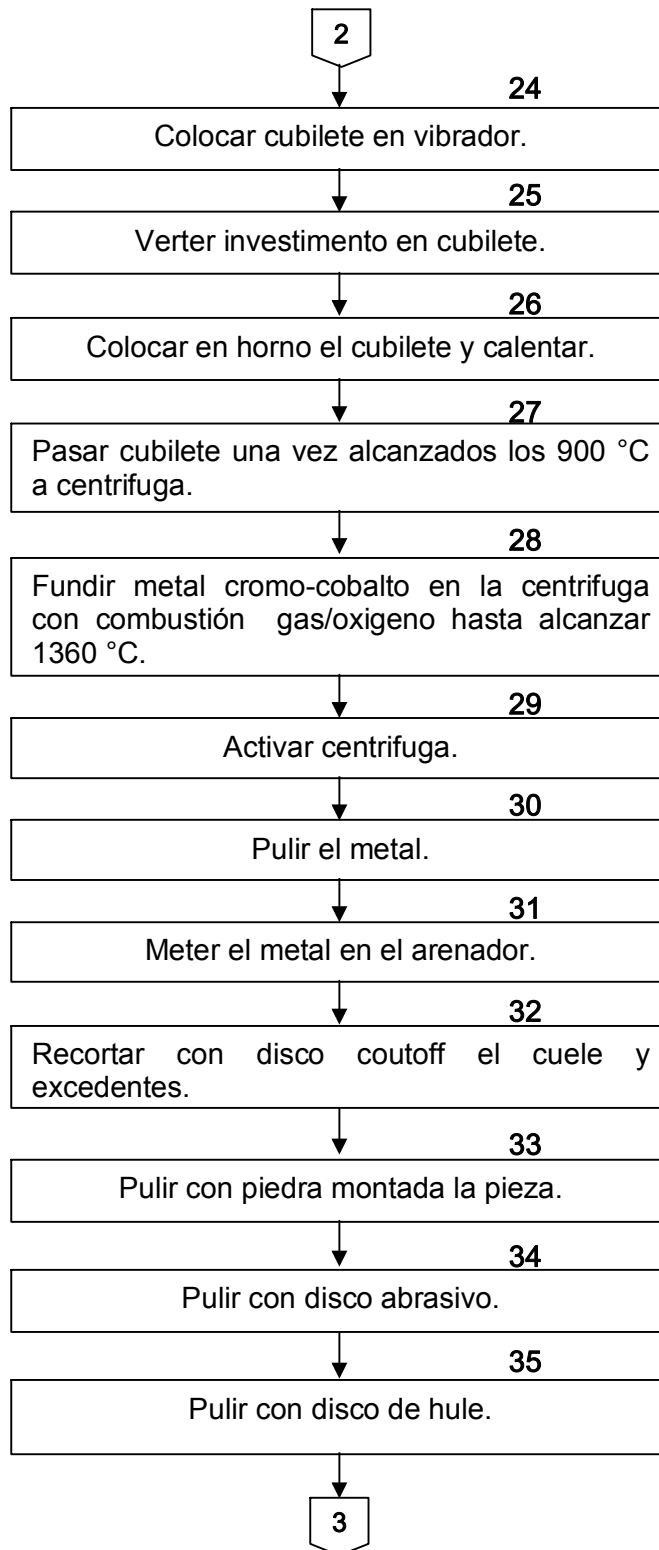 2
24
Colocar cubilete en vibrador.
25
Verter investimento en cubilete.
26
Colocar en horno el cubilete y calentar.
27
Pasar cubilete una vez alcanzados los 900 °C
a centrifuga.
28
Fundir metal cromo-cobalto en la centrifuga
con combustión gas/oxigeno hasta alcanzar
1360 °C.
29
Activar centrifuga.
30
Pulir el metal.
31
Meter el metal en el arenador.
32
Recortar con disco coutoff el cuele y
excedentes.
33
Pulir con piedra montada la pieza.
34
Pulir con disco abrasivo.
35
Pulir con disco de hule.
3